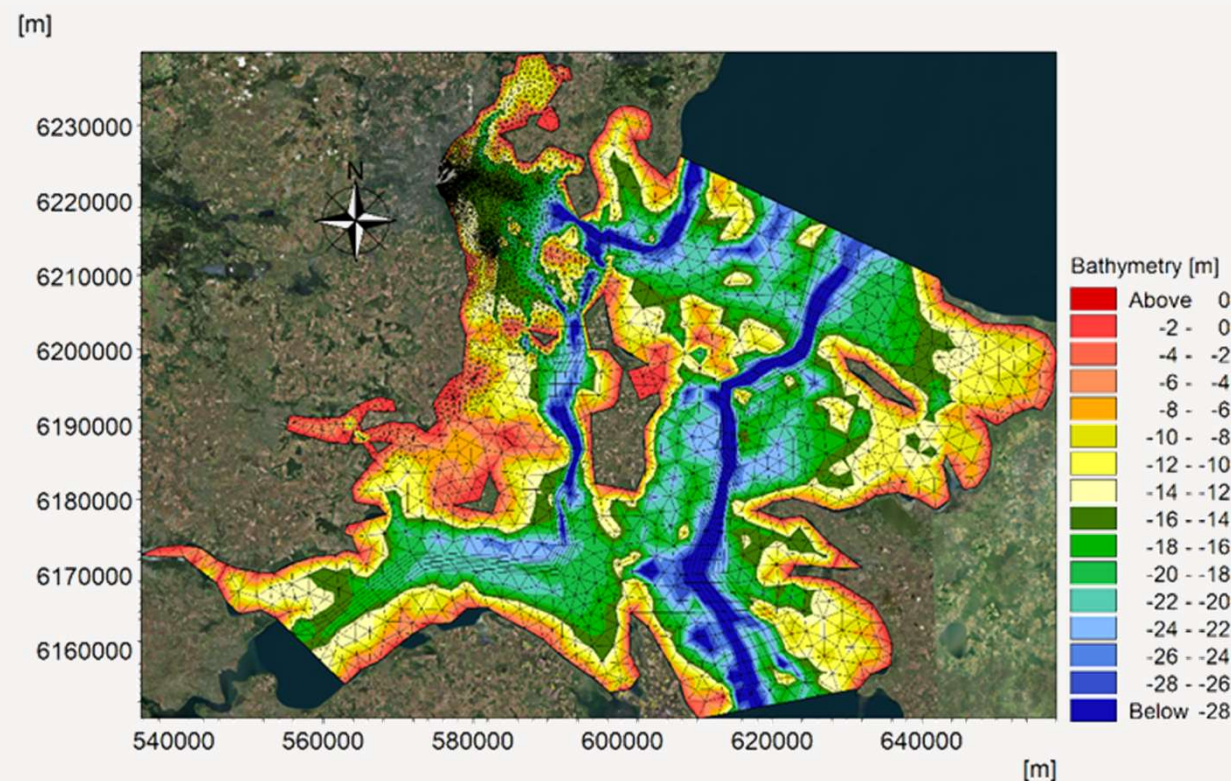 [m]
N
6230000
6220000
6210000
6200000
6190000
6180000
6170000
6160000
540000 560000 580000 600000 620000 640000
[m]
Bathymetry [m]
Above 0
-2 - 0
-4 - -2
-6 - -4
-8 - -6
-10 - -8
-12 - -10
-14 - -12
-16 - -14
-18 - -16
-20 - -18
-22 - -20
-24 - -22
-26 - -24
-28 - -26
Below -28